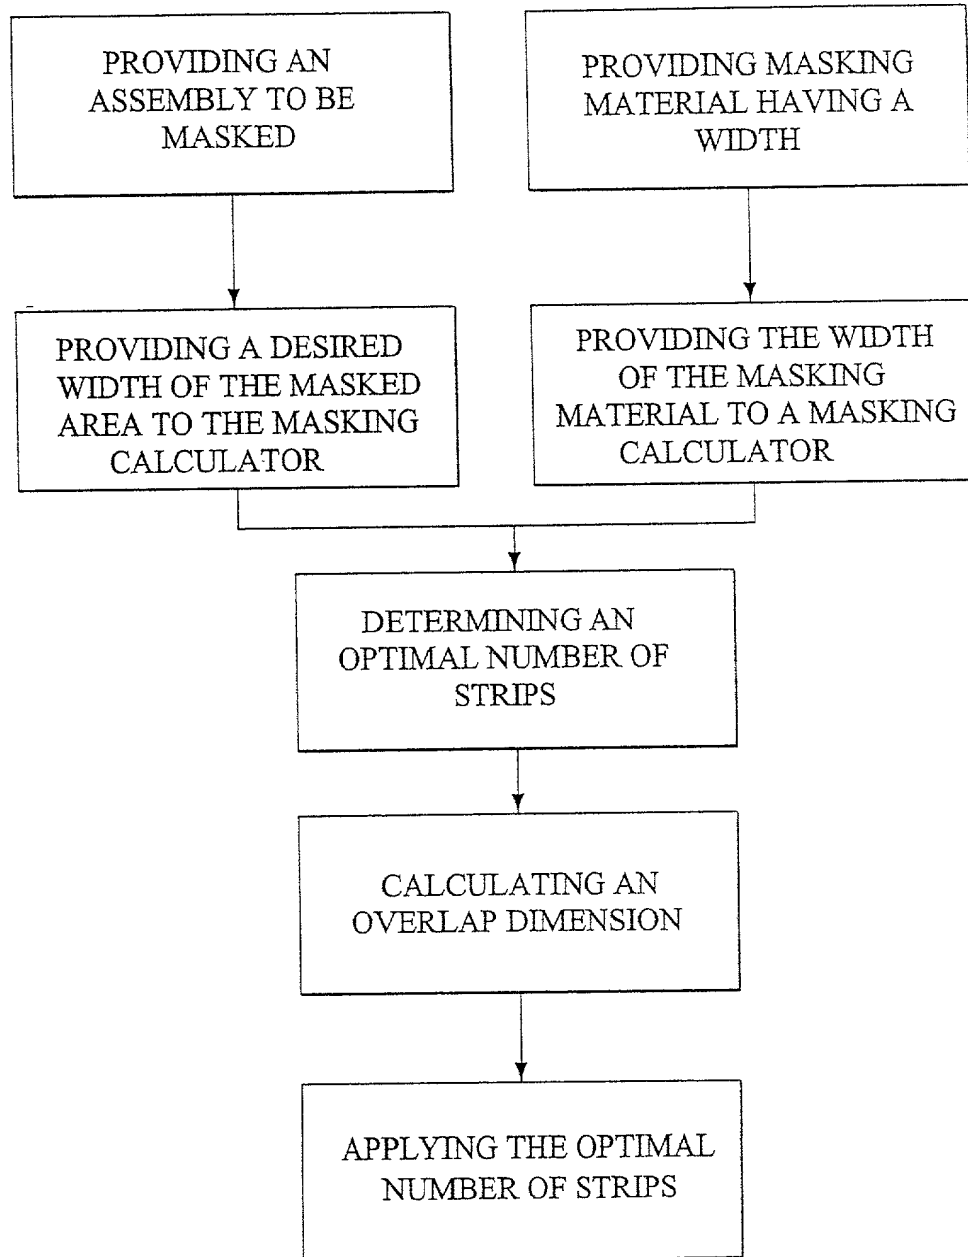 PROVIDING AN
ASSEMBLY TO BE
MASKED
PROVIDING MASKING
MATERIAL HAVING A
WIDTH
PROVIDING A DESIRED
WIDTH OF THE MASKED
AREA TO THE MASKING
CALCULATOR
PROVIDING THE WIDTH
OF THE MASKING
MATERIAL TO A MASKING
CALCULATOR
DETERMINING AN
OPTIMAL NUMBER OF
STRIPS
CALCULATING AN
OVERLAP DIMENSION
APPLYING THE OPTIMAL
NUMBER OF STRIPS